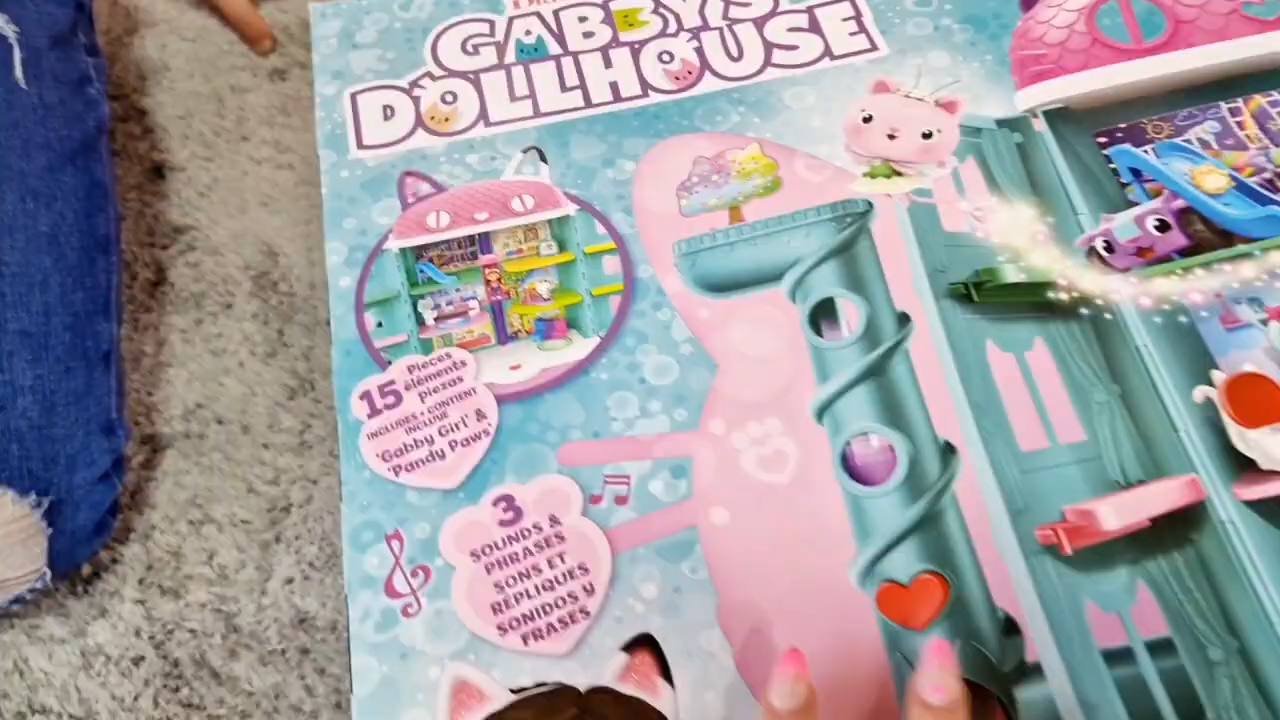 GABBY'S
DOLLHOUSE
15 Pieces
éléments
piezas
INCLUDES • CONTIENT
INCLUYE
'Gabby Girl' &
'Pandy Paws'
3
SOUNDS &
PHRASES
SONS ET
RÉPLIQUES
SONIDOS Y
FRASES